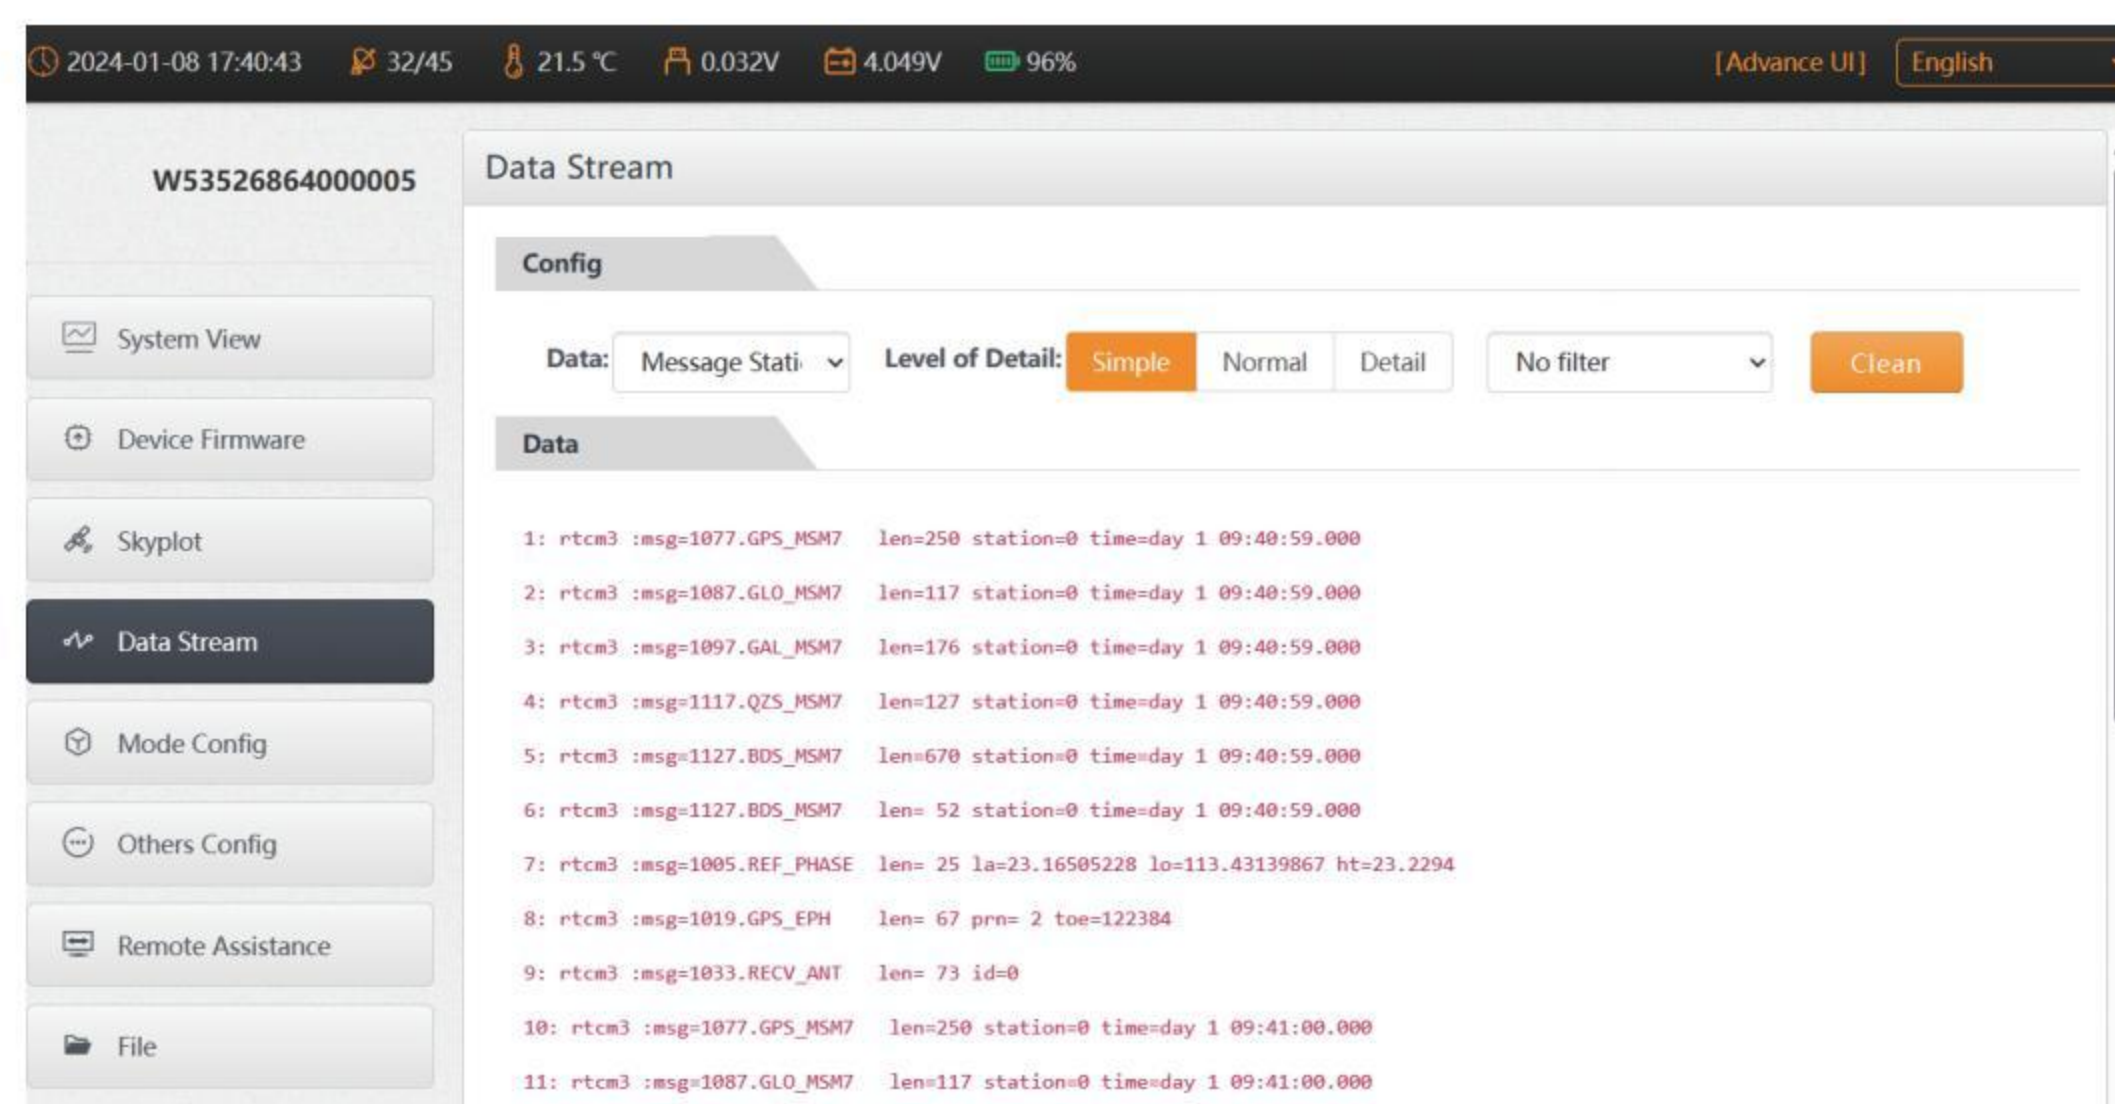 2024-01-08 17:40:43 32/45 21.5 ℃ 0.032V 4.049V 96% [Advance UI] English
W53526864000005
System View
Device Firmware
Skyplot
Data Stream
Mode Config
Others Config
Remote Assistance
File
Data Stream
Config
Data: Message Stati Level of Detail: Simple Normal Detail No filter Clean
Data
1: rtcm3 :msg=1077.GPS_MSM7 len=250 station=0 time=day 1 09:40:59.000
2: rtcm3 :msg=1087.GLO_MSM7 len=117 station=0 time=day 1 09:40:59.000
3: rtcm3 :msg=1097.GAL_MSM7 len=176 station=0 time=day 1 09:40:59.000
4: rtcm3 :msg=1117.QZS_MSM7 len=127 station=0 time=day 1 09:40:59.000
5: rtcm3 :msg=1127.BDS_MSM7 len=670 station=0 time=day 1 09:40:59.000
6: rtcm3 :msg=1127.BDS_MSM7 len= 52 station=0 time=day 1 09:40:59.000
7: rtcm3 :msg=1005.REF_PHASE len= 25 la=23.16505228 lo=113.43139867 ht=23.2294
8: rtcm3 :msg=1019.GPS_EPH len= 67 prn= 2 toe=122384
9: rtcm3 :msg=1033.RECV_ANT len= 73 id=0
10: rtcm3 :msg=1077.GPS_MSM7 len=250 station=0 time=day 1 09:41:00.000
11: rtcm3 :msg=1087.GLO_MSM7 len=117 station=0 time=day 1 09:41:00.000